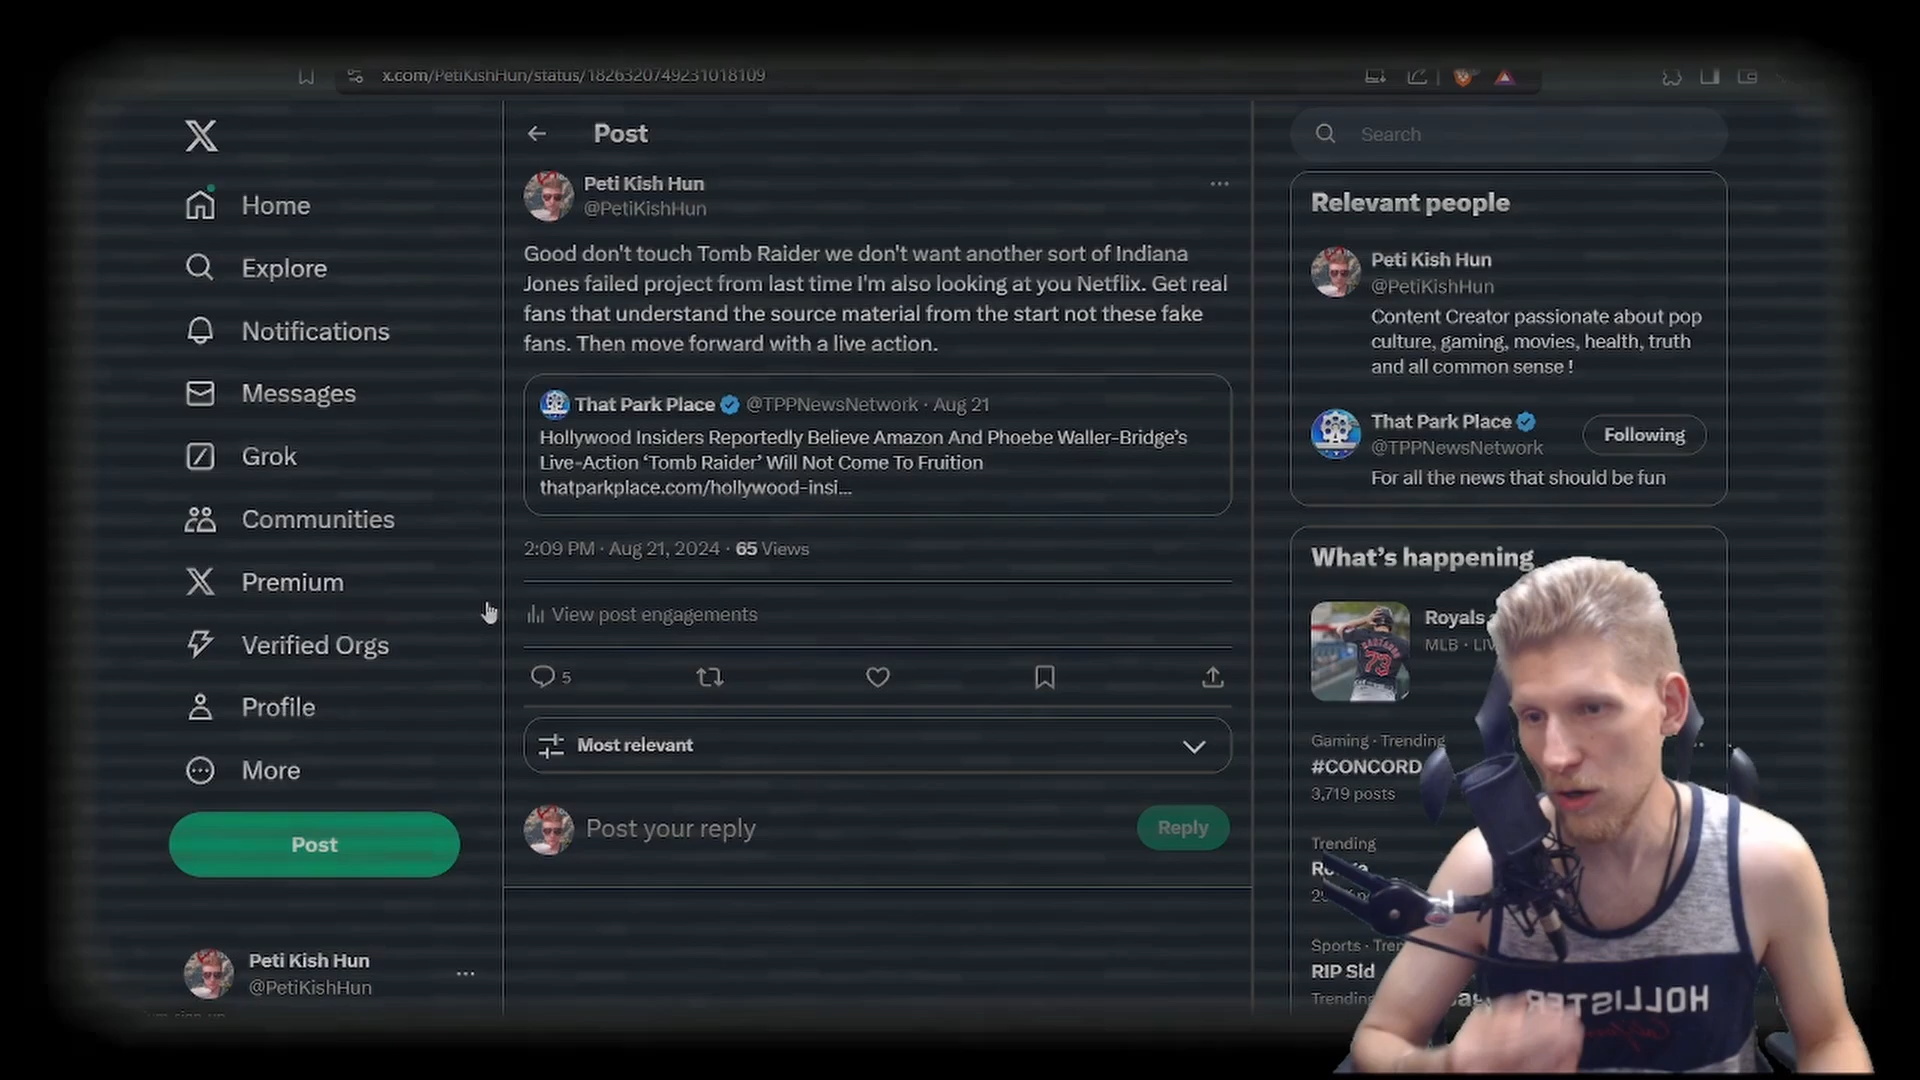 x.com/PetiKishHun/status/1826320749231018109
Home
Explore
Notifications
Messages
Grok
Communities
Premium
Verified Orgs
Profile
More
Post
Peti Kish Hun
@PetiKishHun
Post
Peti Kish Hun
@PetiKishHun
Good don't touch Tomb Raider we don't want another sort of Indiana
Jones failed project from last time I'm also looking at you Netflix. Get real
fans that understand the source material from the start not these fake
fans. Then move forward with a live action.
That Park Place @TPPNewsNetwork · Aug 21
Hollywood Insiders Reportedly Believe Amazon And Phoebe Waller-Bridge’s
Live-Action ‘Tomb Raider’ Will Not Come To Fruition
thatparkplace.com/hollywood-insi...
2:09 PM · Aug 21, 2024 · 65 Views
View post engagements
5
Most relevant
Post your reply
Reply
Search
Relevant people
Peti Kish Hun
@PetiKishHun
Content Creator passionate about pop
culture, gaming, movies, health, truth
and all common sense !
That Park Place
@TPPNewsNetwork
Following
For all the news that should be fun
What’s happening
Royals
MLB
Gaming · Trending
#CONCORD
3,719 posts
Trending
Sports
RIP Sid
Trending
HOLLISTER